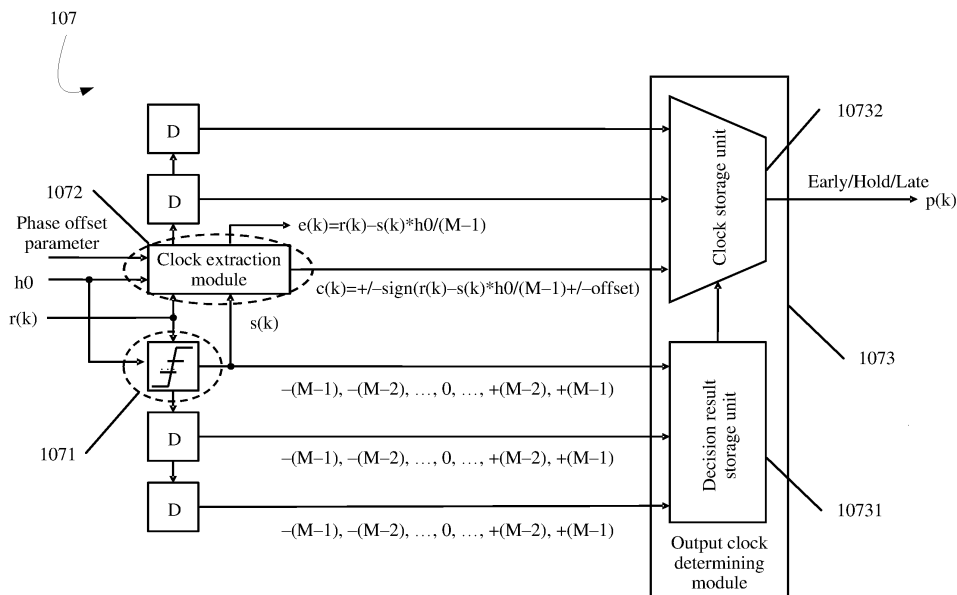 107
D
D
1072
Phase offset
parameter
h0
r(k)
Clock extraction
module
e(k)=r(k)–s(k)*h0/(M–1)
c(k)=+/–sign(r(k)–s(k)*h0/(M–1)+/–offset)
s(k)
–(M–1), –(M–2), …, 0, …, +(M–2), +(M–1)
1071
D
–(M–1), –(M–2), …, 0, …, +(M–2), +(M–1)
D
–(M–1), –(M–2), …, 0, …, +(M–2), +(M–1)
Clock storage unit
10732
Early/Hold/Late
p(k)
1073
Decision result
storage unit
10731
Output clock
determining
module